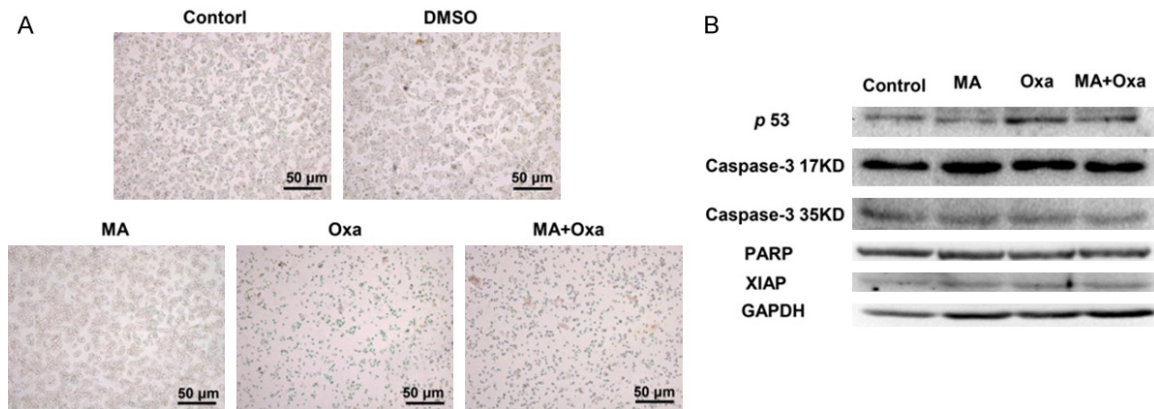 A
Contorl DMSO
50 µm 50 µm
MA Oxa MA+Oxa
50 µm 50 µm 50 µm
B
Control MA Oxa MA+Oxa
p 53
Caspase-3 17KD
Caspase-3 35KD
PARP
XIAP
GAPDH